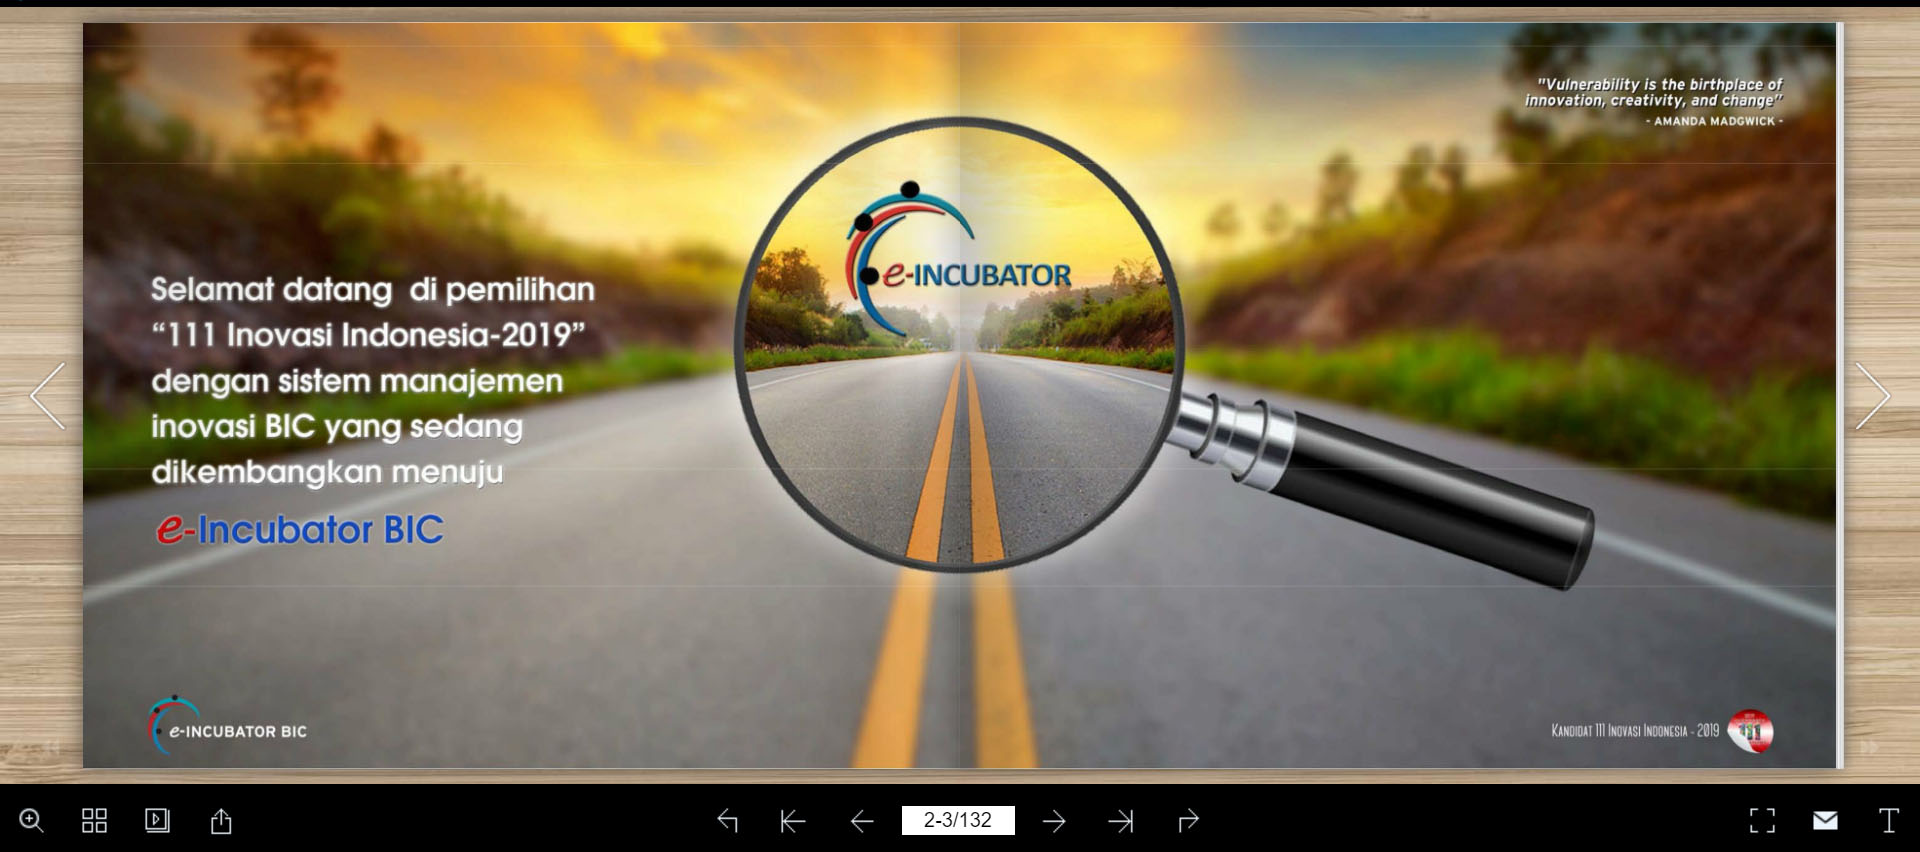 "Vulnerability is the birthplace of
innovation, creativity, and change"
- AMANDA MADGWICK -
e-INCUBATOR
Selamat datang di pemilihan
“111 Inovasi Indonesia-2019”
dengan sistem manajemen
inovasi BIC yang sedang
dikembangkan menuju
e-Incubator BIC
e-INCUBATOR BIC
KANDIDAT 111 INOVASI INDONESIA - 2019
111
2-3/132